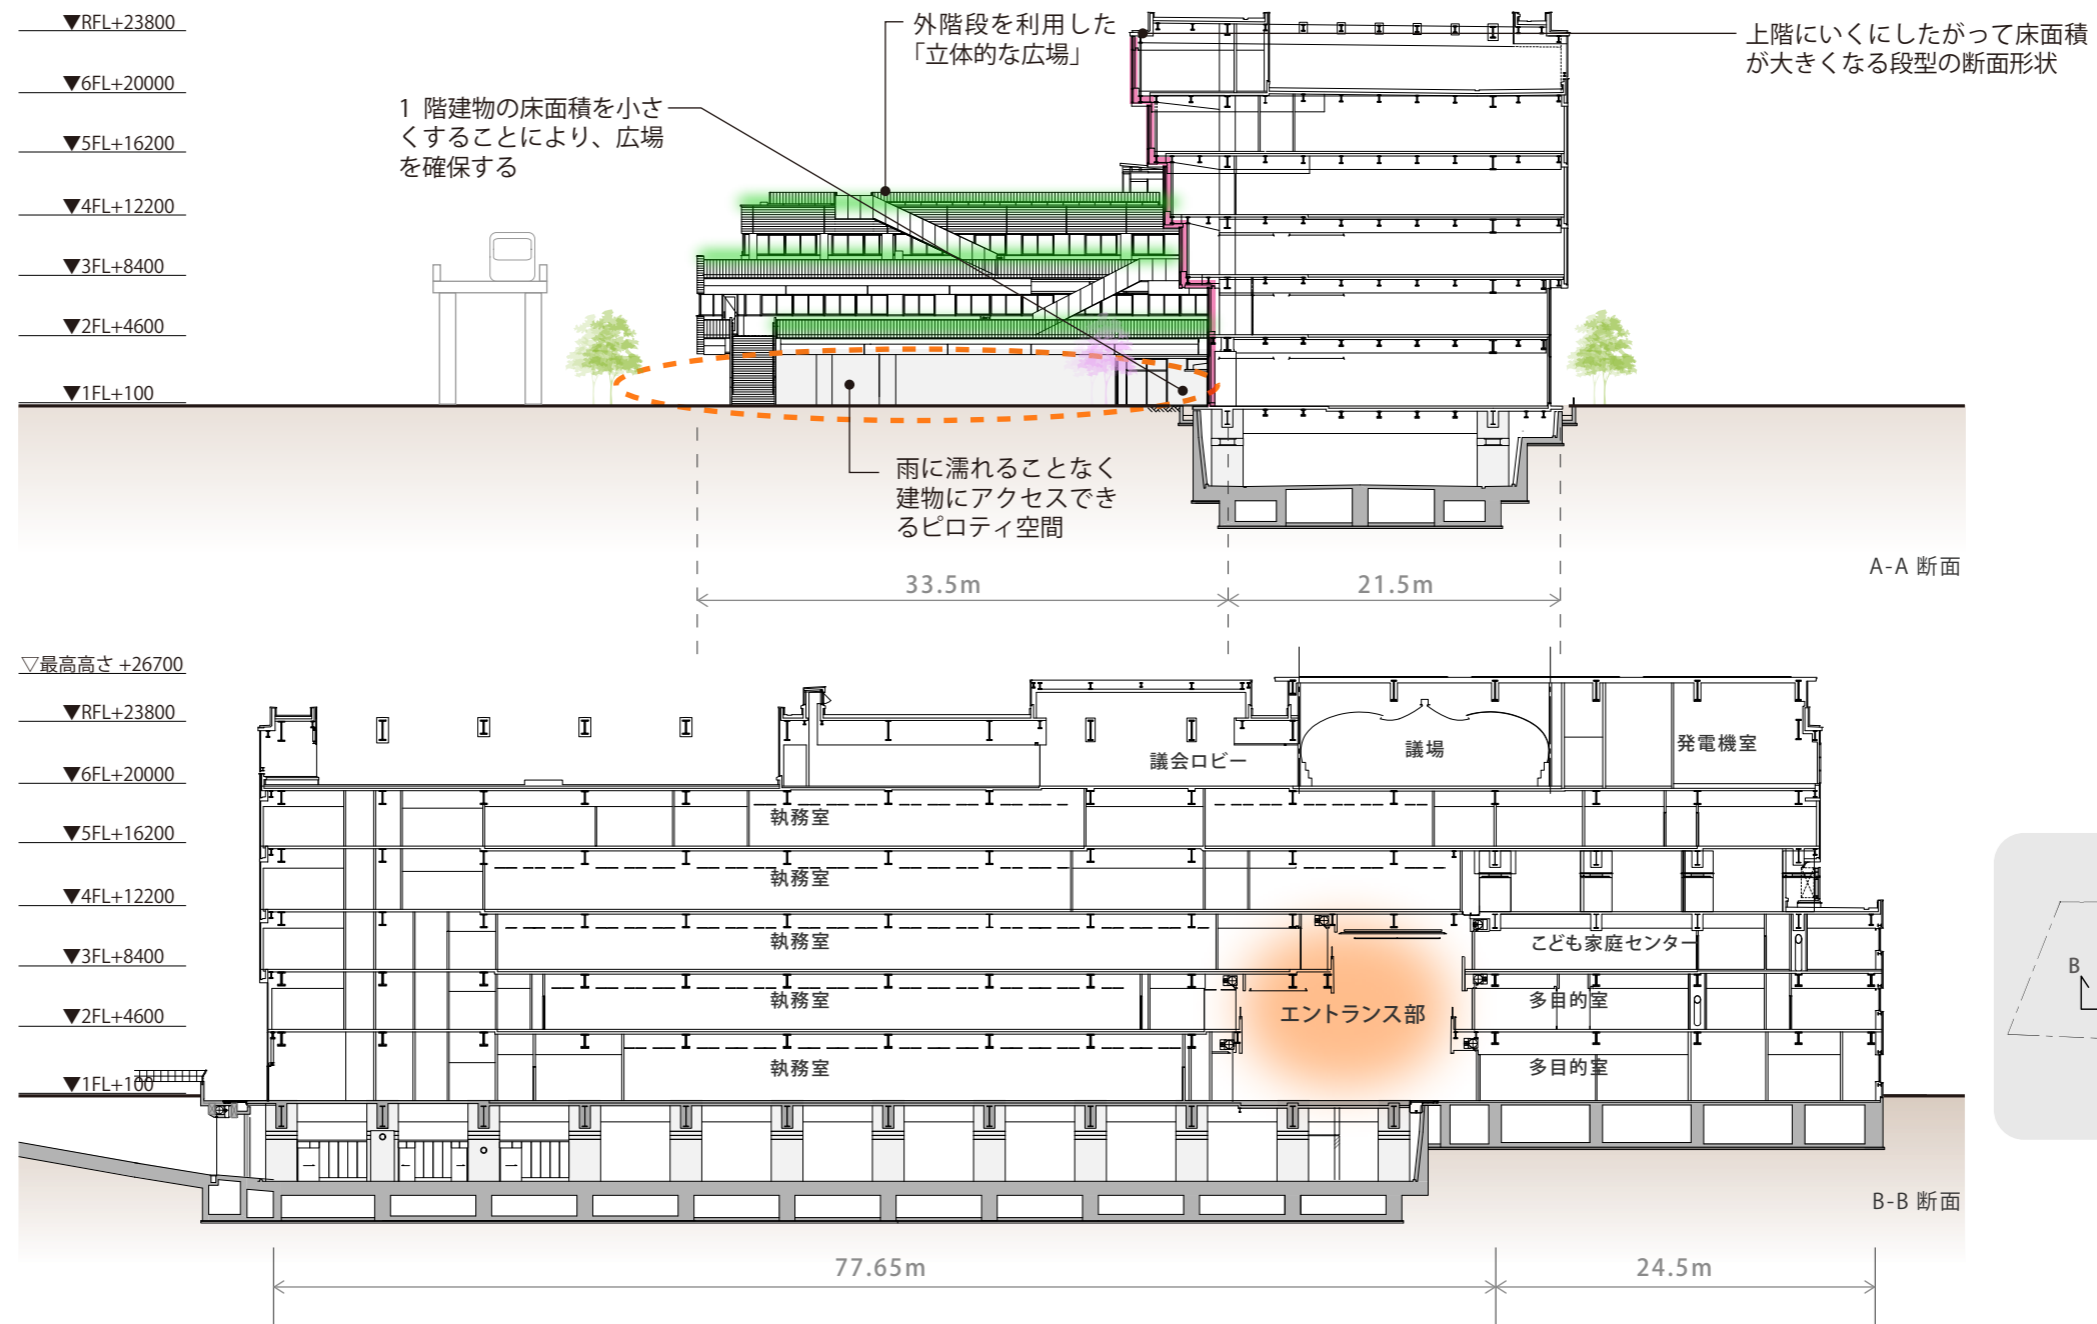 ▼RFL+23800
▼6FL+20000
▼5FL+16200
▼4FL+12200
▼3FL+8400
▼2FL+4600
▼1FL+100
外階段を利用した
「立体的な広場」
1 階建物の床面積を小さ
くすることにより、広場
を確保する
上階にいくにしたがって床面積
が大きくなる段型の断面形状
雨に濡れることなく
建物にアクセスでき
るピロティ空間
A-A 断面
33.5m
21.5m
▽最高高さ +26700
▼RFL+23800
▼6FL+20000
▼5FL+16200
▼4FL+12200
▼3FL+8400
▼2FL+4600
▼1FL+100
議会ロビー
議場
発電機室
執務室
執務室
執務室
こども家庭センター
執務室
エントランス部
多目的室
執務室
多目的室
B
B-B 断面
77.65m
24.5m